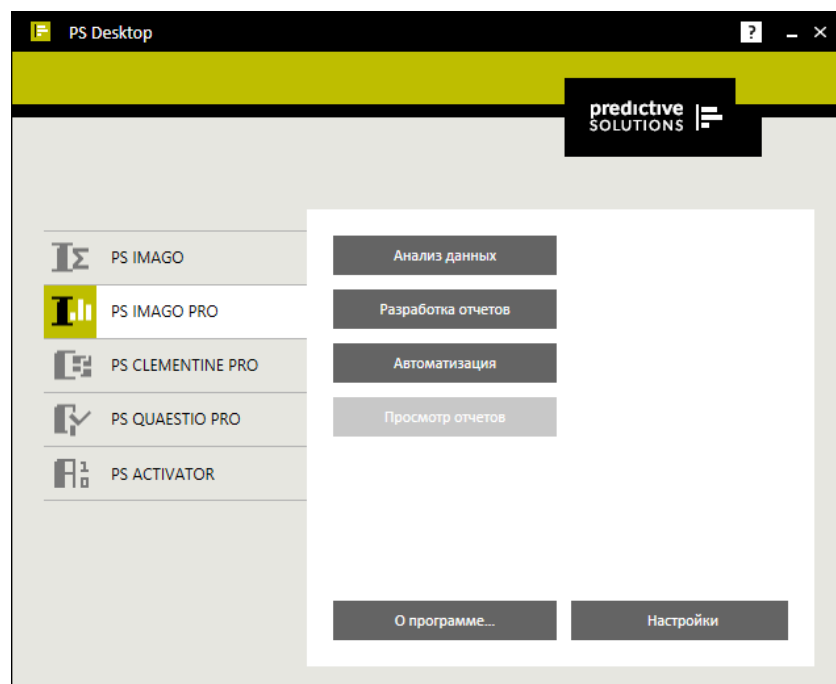 PS Desktop
?
predictive
SOLUTIONS
PS IMAGO
PS IMAGO PRO
PS CLEMENTINE PRO
PS QUAESTIO PRO
PS ACTIVATOR
Анализ данных
Разработка отчетов
Автоматизация
Просмотр отчетов
О программе...
Настройки